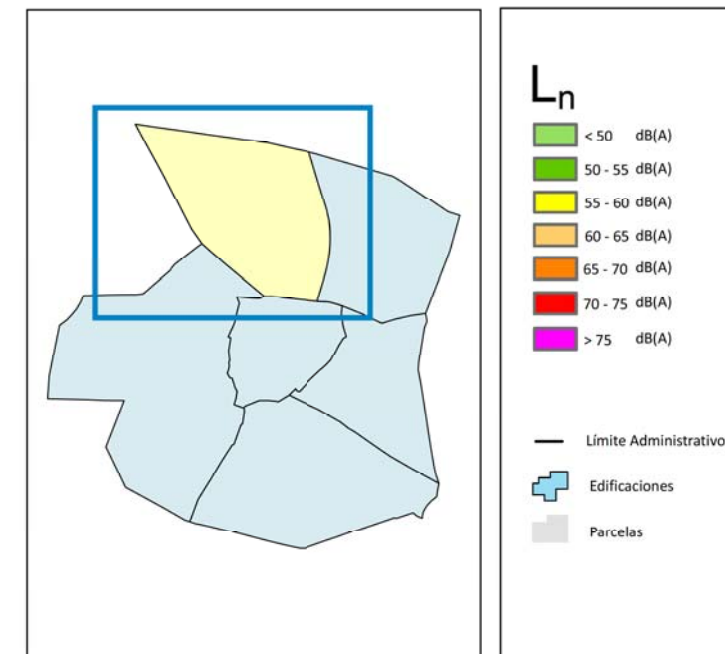 Ln
< 50 dB(A)
50 - 55 dB(A)
55 - 60 dB(A)
60 - 65 dB(A)
65 - 70 dB(A)
70 - 75 dB(A)
> 75 dB(A)
Límite Administrativo
Edificaciones
Parcelas